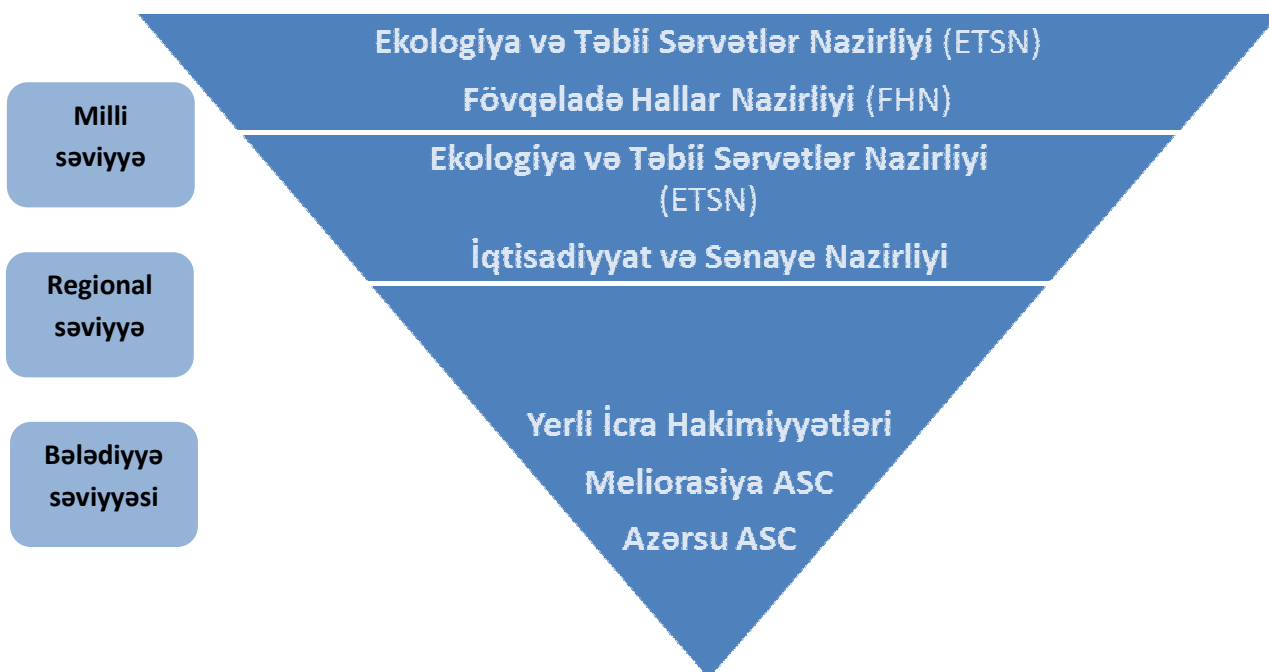 Ekologiya və Təbii Sərvətlər Nazirliyi (ETSN)
Fövqəladə Hallar Nazirliyi (FHN)
Milli
səviyyə
Ekologiya və Təbii Sərvətlər Nazirliyi
(ETSN)
İqtisadiyyat və Sənaye Nazirliyi
Regional
səviyyə
Yerli İcra Hakimiyyətləri
Meliorasiya ASC
Azərsu ASC
Bələdiyyə
səviyyəsi